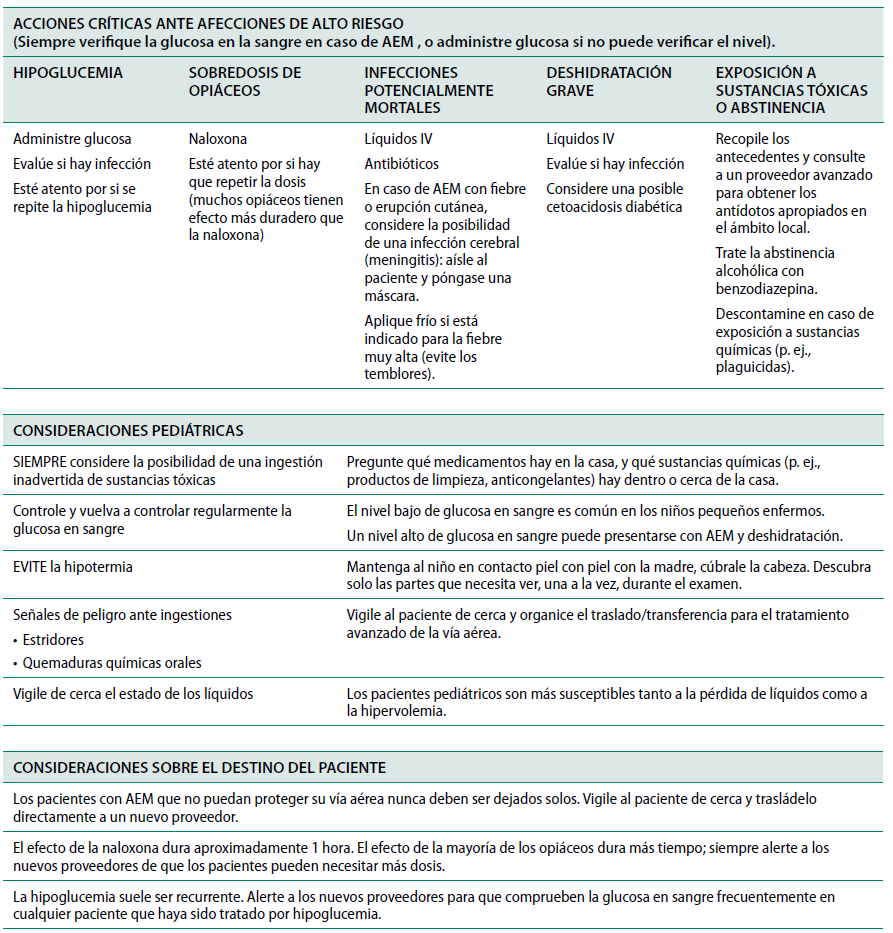 ACCIONES CRÍTICAS ANTE AFECCIONES DE ALTO RIESGO
(Siempre verifique la glucosa en la sangre en caso de AEM , o administre glucosa si no puede verificar el nivel).
HIPOGLUCEMIA
Administre glucosa
Evalúe si hay infección
Esté atento por si se
repite la hipoglucemia
SOBREDOSIS DE
OPIÁCEOS
Naloxona
Esté atento por si hay
que repetir la dosis
(muchos opiáceos tienen
efecto más duradero que
la naloxona)
INFECCIONES
POTENCIALMENTE
MORTALES
Líquidos IV
Antibióticos
En caso de AEM con fiebre
o erupción cutánea,
considere la posibilidad
de una infección cerebral
(meningitis): aísle al
paciente y póngase una
máscara.
Aplique frío si está
indicado para la fiebre
muy alta (evite los
temblores).
DESHIDRATACIÓN
GRAVE
Líquidos IV
Evalúe si hay infección
Considere una posible
cetoacidosis diabética
EXPOSICIÓN A
SUSTANCIAS TÓXICAS
O ABSTINENCIA
Recopile los
antecedentes y consulte
a un proveedor avanzado
para obtener los
antídotos apropiados en
el ámbito local.
Trate la abstinencia
alcohólica con
benzodiazepina.
Descontamine en caso de
exposición a sustancias
químicas (p. ej.,
plaguicidas).
CONSIDERACIONES PEDIÁTRICAS
SIEMPRE considere la posibilidad de una ingestión
inadvertida de sustancias tóxicas
Pregunte qué medicamentos hay en la casa, y qué sustancias químicas (p. ej.,
productos de limpieza, anticongelantes) hay dentro o cerca de la casa.
Controle y vuelva a controlar regularmente la
glucosa en sangre
El nivel bajo de glucosa en sangre es común en los niños pequeños enfermos.
Un nivel alto de glucosa en sangre puede presentarse con AEM y deshidratación.
EVITE la hipotermia
Mantenga al niño en contacto piel con piel con la madre, cúbrale la cabeza. Descubra
solo las partes que necesita ver, una a la vez, durante el examen.
Señales de peligro ante ingestiones
• Estridores
• Quemaduras químicas orales
Vigile al paciente de cerca y organice el traslado/transferencia para el tratamiento
avanzado de la vía aérea.
Vigile de cerca el estado de los líquidos
Los pacientes pediátricos son más susceptibles tanto a la pérdida de líquidos como a
la hipervolemia.
CONSIDERACIONES SOBRE EL DESTINO DEL PACIENTE
Los pacientes con AEM que no puedan proteger su vía aérea nunca deben ser dejados solos. Vigile al paciente de cerca y trasládelo
directamente a un nuevo proveedor.
El efecto de la naloxona dura aproximadamente 1 hora. El efecto de la mayoría de los opiáceos dura más tiempo; siempre alerte a los
nuevos proveedores de que los pacientes pueden necesitar más dosis.
La hipoglucemia suele ser recurrente. Alerte a los nuevos proveedores para que comprueben la glucosa en sangre frecuentemente en
cualquier paciente que haya sido tratado por hipoglucemia.